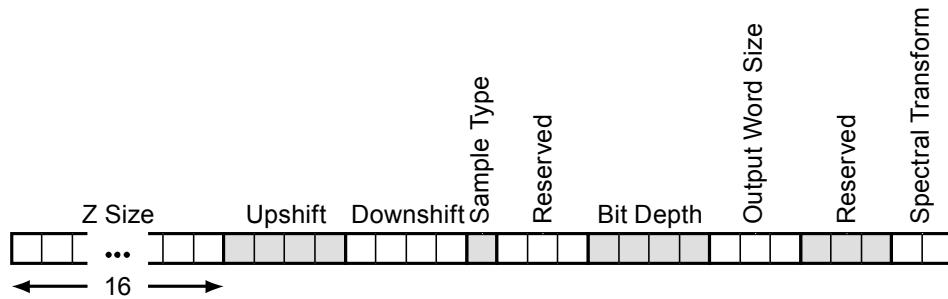 Z Size
Upshift
Downshift
Sample Type
Reserved
Bit Depth
Output Word Size
Reserved
Spectral Transform
...
16